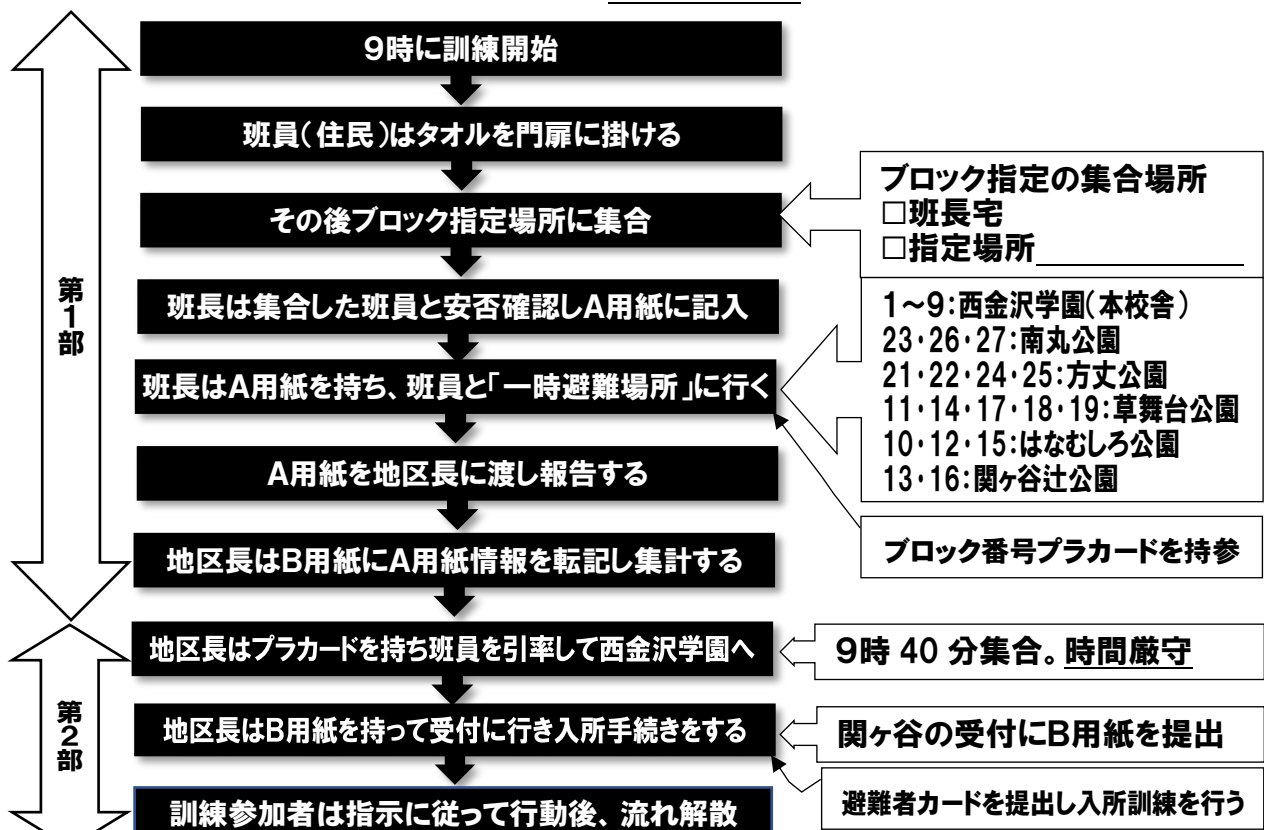 9時に訓練開始
班員(住民)はタオルを門扉に掛ける
その後ブロック指定場所に集合
ブロック指定の集合場所
□班長宅
□指定場所
第1部
班長は集合した班員と安否確認しA用紙に記入
班長はA用紙を持ち、班員と「一時避難場所」に行く
1～9:西金沢学園(本校舎)
23・26・27:南丸公園
21・22・24・25:方丈公園
11・14・17・18・19:草舞台公園
10・12・15:はなむしろ公園
13・16:関ヶ谷辻公園
ブロック番号プラカードを持参
A用紙を地区長に渡し報告する
地区長はB用紙にA用紙情報を転記し集計する
第2部
地区長はプラカードを持ち班員を引率して西金沢学園へ
9時 40 分集合。時間厳守
地区長はB用紙を持って受付に行き入所手続きをする
関ヶ谷の受付にB用紙を提出
避難者カードを提出し入所訓練を行う
訓練参加者は指示に従って行動後、流れ解散